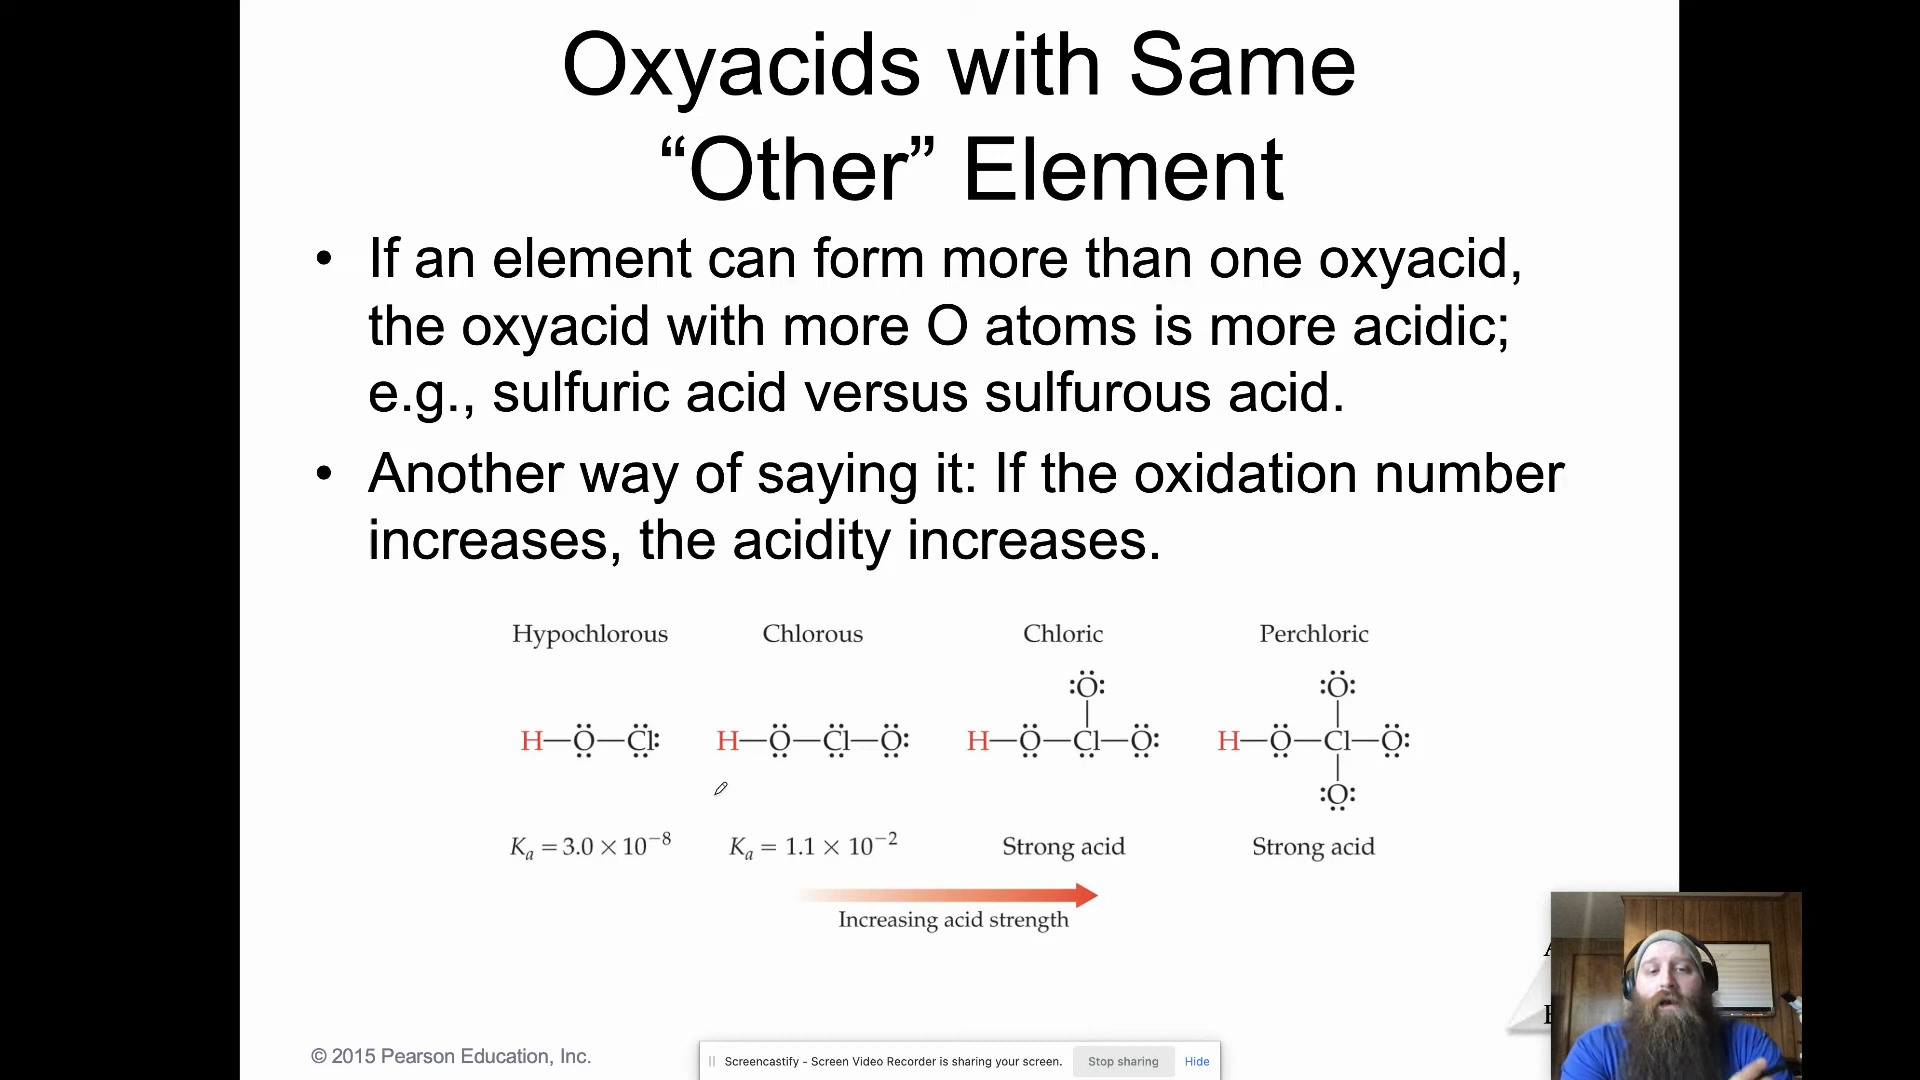 Oxyacids with Same
“Other” Element
• If an element can form more than one oxyacid,
the oxyacid with more O atoms is more acidic;
e.g., sulfuric acid versus sulfurous acid.
• Another way of saying it: If the oxidation number
increases, the acidity increases.
Hypochlorous Chlorous Chloric Perchloric
:Ö: :Ö:
H—Ö—Cl: H—Ö—Cl—Ö: H—Ö—Cl—Ö: H—Ö—Cl—Ö:
:Ö:
Kₐ = 3.0 × 10⁻⁸ Kₐ = 1.1 × 10⁻² Strong acid Strong acid
Increasing acid strength
© 2015 Pearson Education, Inc.
Screencastify - Screen Video Recorder is sharing your screen. Stop sharing Hide